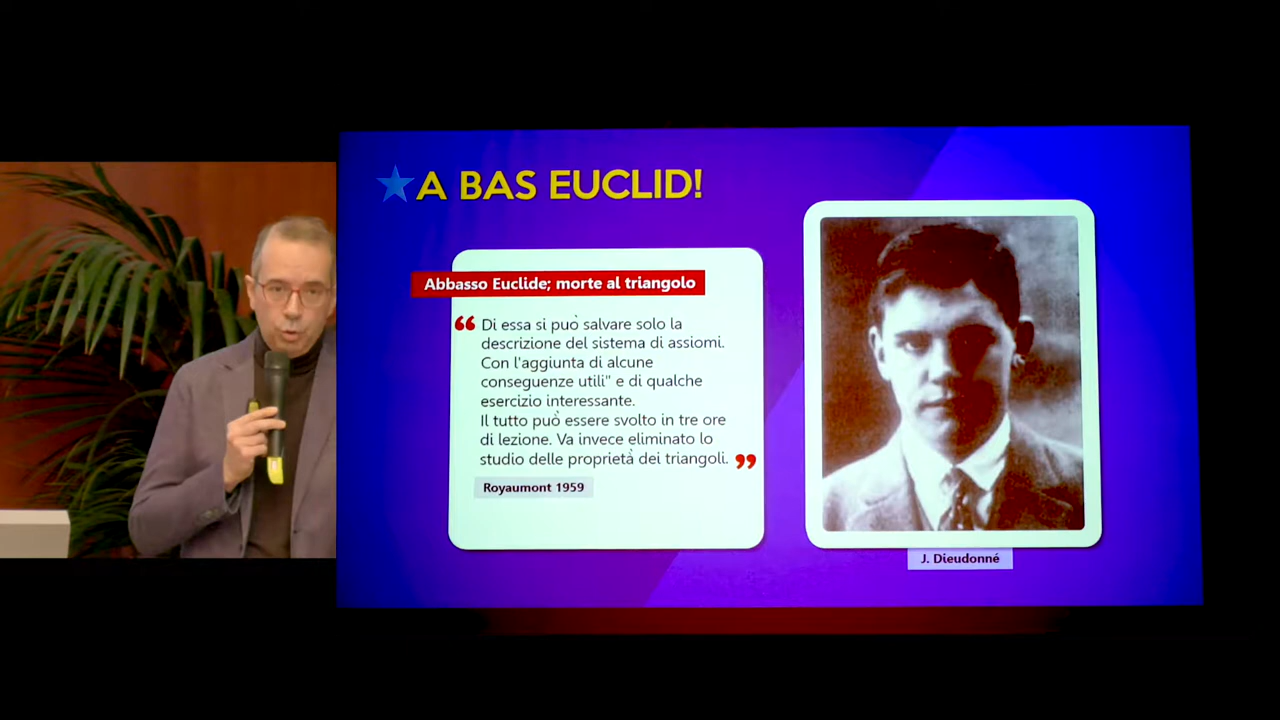 A BAS EUCLID!
Abbasso Euclide; morte al triangolo
“ Di essa si può salvare solo la
descrizione del sistema di assiomi.
Con l'aggiunta di alcune
conseguenze utili" e di qualche
esercizio interessante.
Il tutto può essere svolto in tre ore
di lezione. Va invece eliminato lo
studio delle proprietà dei triangoli. ”
Royaumont 1959
J. Dieudonné